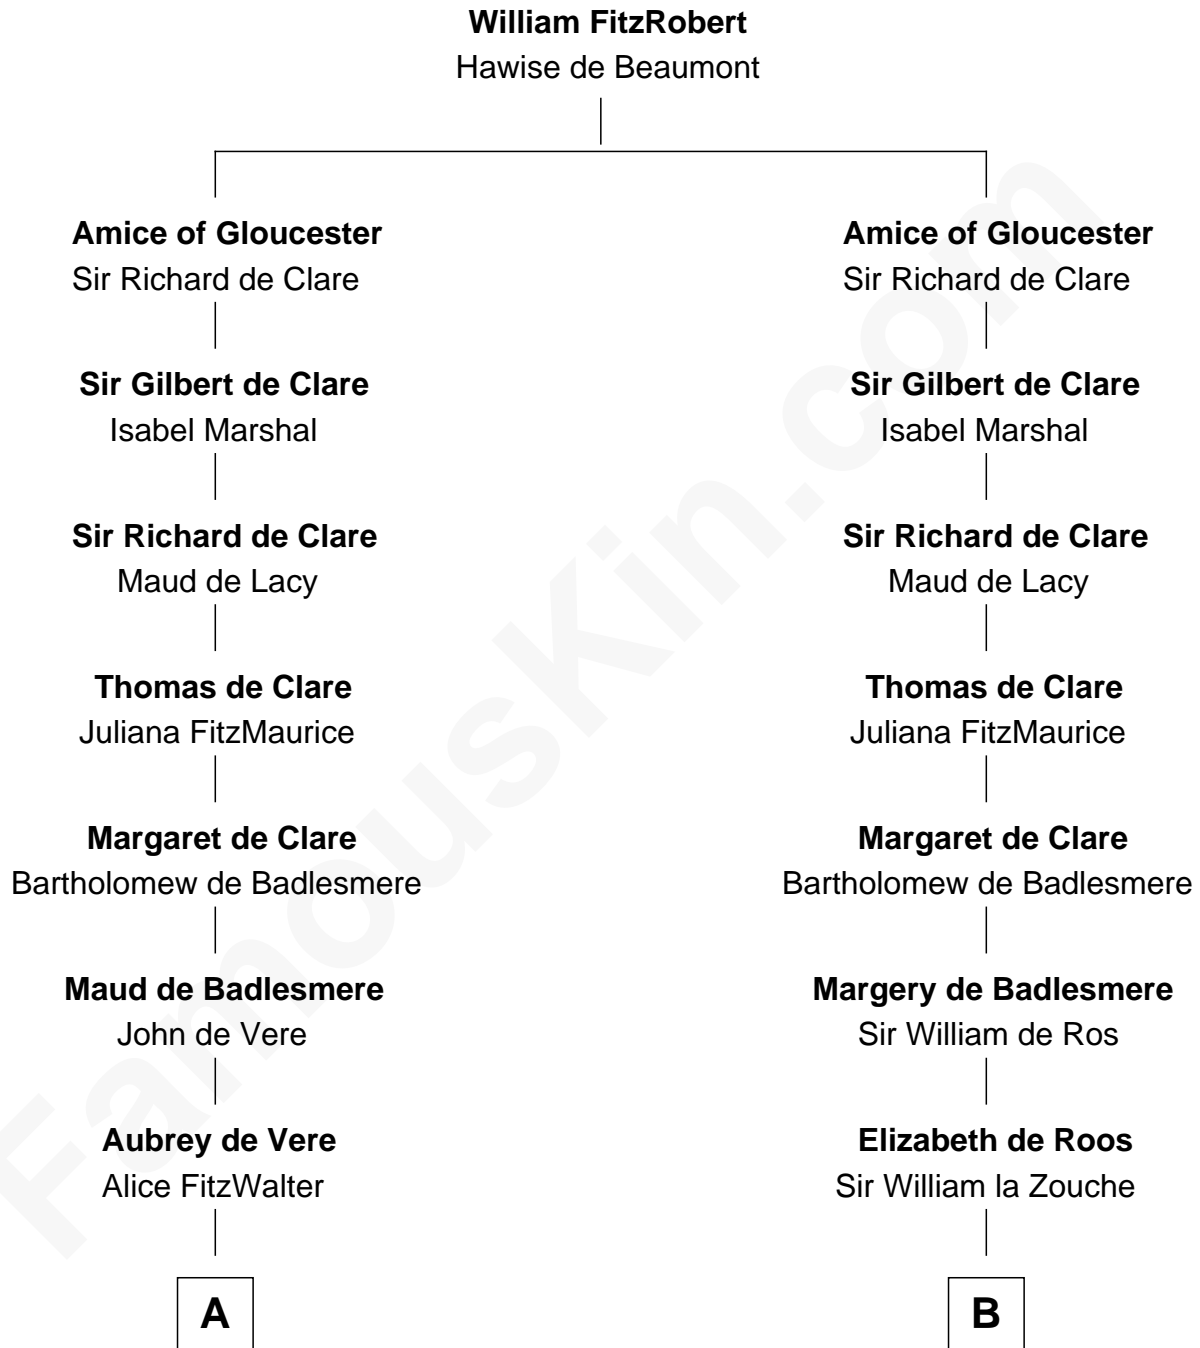 William FitzRobert
Hawise de Beaumont
Amice of Gloucester
Sir Richard de Clare
Amice of Gloucester
Sir Richard de Clare
Sir Gilbert de Clare
Isabel Marshal
Sir Gilbert de Clare
Isabel Marshal
Sir Richard de Clare
Maud de Lacy
Sir Richard de Clare
Maud de Lacy
Thomas de Clare
Juliana FitzMaurice
Thomas de Clare
Juliana FitzMaurice
Margaret de Clare
Bartholomew de Badlesmere
Margaret de Clare
Bartholomew de Badlesmere
Maud de Badlesmere
John de Vere
Margery de Badlesmere
Sir William de Ros
Aubrey de Vere
Alice FitzWalter
Elizabeth de Roos
Sir William la Zouche
A
B
FamousKin.com